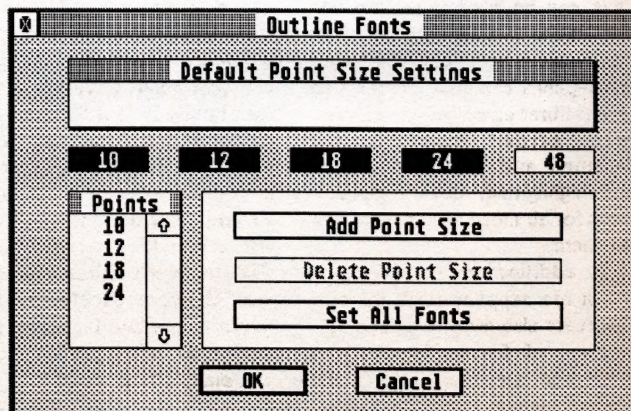 Outline Fonts
Default Point Size Settings
10 12 18 24 48
Points
10
12
18
24
Add Point Size
Delete Point Size
Set All Fonts
OK Cancel